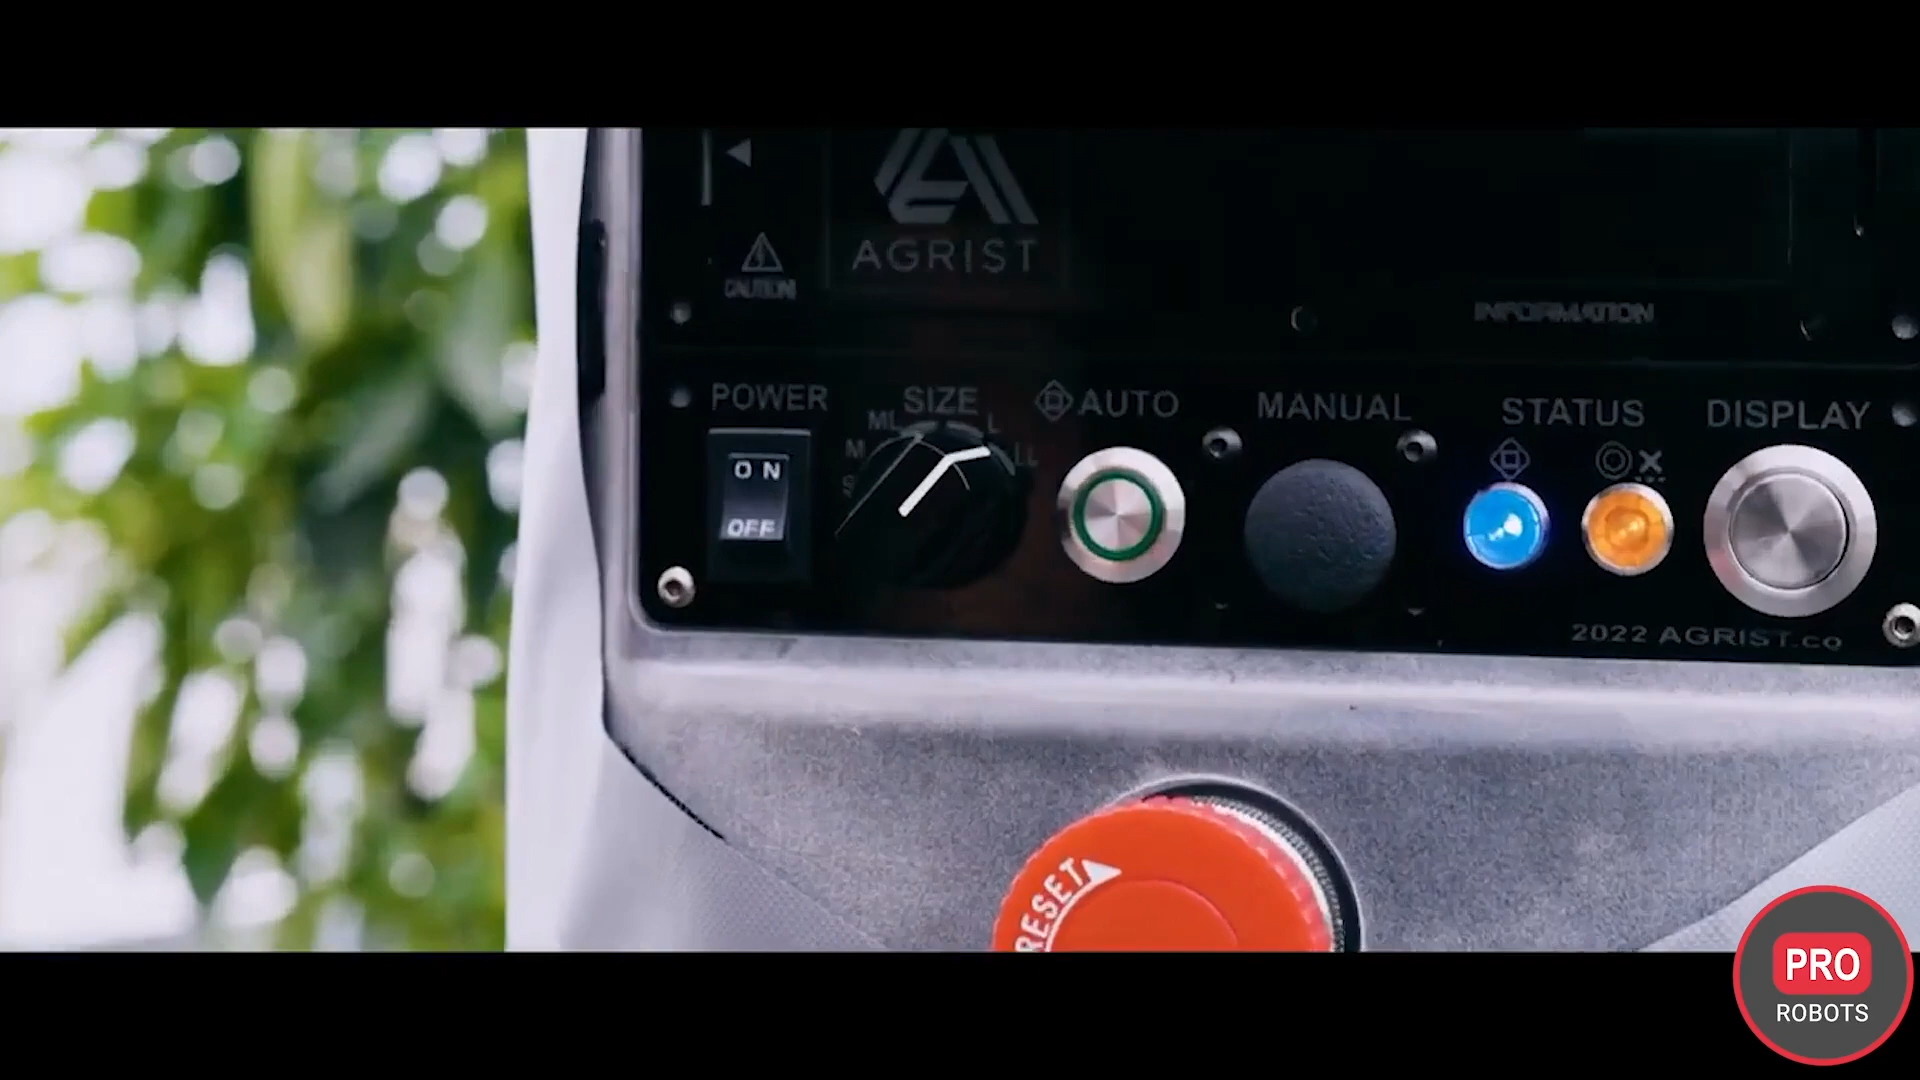 AGRIST
CAUTION!
INFORMATION
POWER
SIZE
AUTO
MANUAL
STATUS
DISPLAY
S M ML L LL
ON
OFF
2022 AGRIST.co
RESET
PRO
ROBOTS